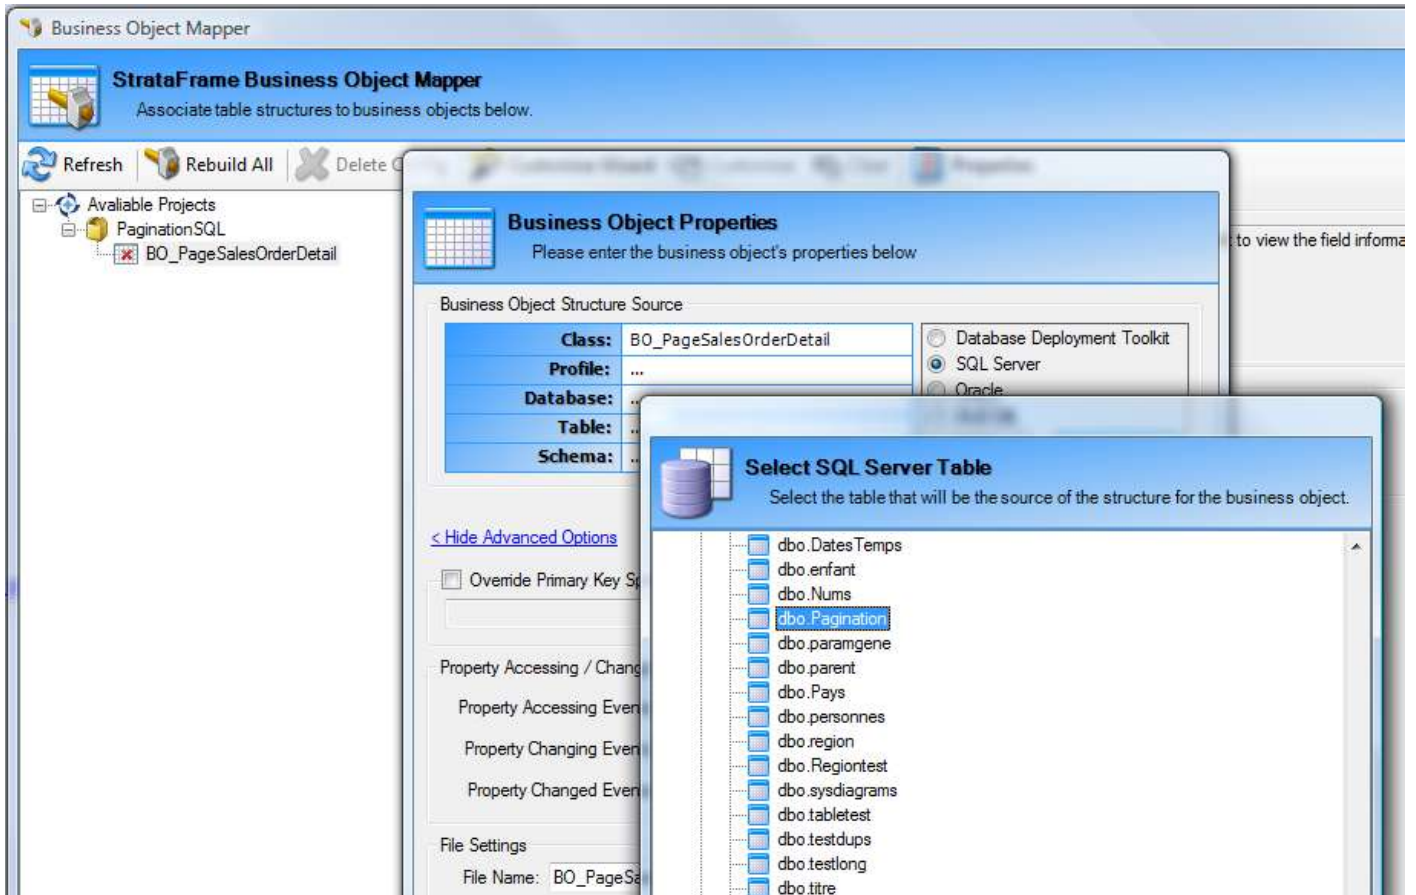 Business Object Mapper
StrataFrame Business Object Mapper
Associate table structures to business objects below.
Refresh
Rebuild All
Delete
Avaliable Projects
PaginationSQL
BO_PageSalesOrderDetail
Business Object Properties
Please enter the business object's properties below
to view the field informa
Business Object Structure Source
Class: BO_PageSalesOrderDetail
Profile: ...
Database: ..
Table: ..
Schema: ..
Database Deployment Toolkit
SQL Server
Oracle
Select SQL Server Table
Select the table that will be the source of the structure for the business object.
< Hide Advanced Options
Override Primary Key Sp
Property Accessing / Chang
Property Accessing Even
Property Changing Even
Property Changed Even
File Settings
File Name: BO_PageSa
dbo.DatesTemps
dbo.enfant
dbo.Nums
dbo.Pagination
dbo.paramgene
dbo.parent
dbo.Pays
dbo.personnes
dbo.region
dbo.Regiontest
dbo.sysdiagrams
dbo.tabletest
dbo.testdups
dbo.testlong
dbo.titre